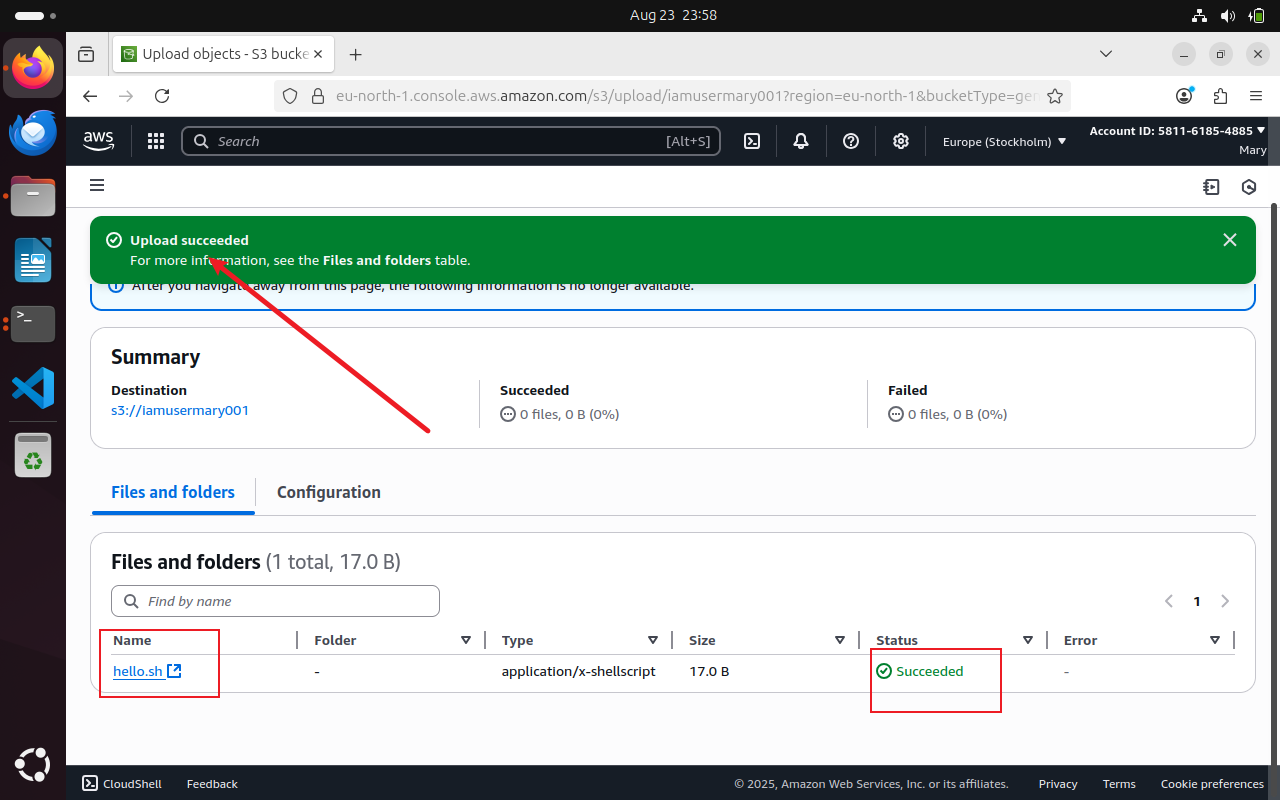 Aug 23 23:58
Upload objects - S3 bucke
eu-north-1.console.aws.amazon.com/s3/upload/iamusermary001?region=eu-north-1&bucketType=gen
aws
Search [Alt+S]
Europe (Stockholm)
Account ID: 5811-6185-4885
Mary
Upload succeeded
For more information, see the Files and folders table.
After you navigate away from this page, the following information is no longer available.
Summary
Destination Succeeded Failed
s3://iamusermary001 0 files, 0 B (0%) 0 files, 0 B (0%)
Files and folders Configuration
Files and folders (1 total, 17.0 B)
Find by name
1
Name Folder Type Size Status Error
hello.sh - application/x-shellscript 17.0 B Succeeded -
CloudShell Feedback © 2025, Amazon Web Services, Inc. or its affiliates. Privacy Terms Cookie preferences